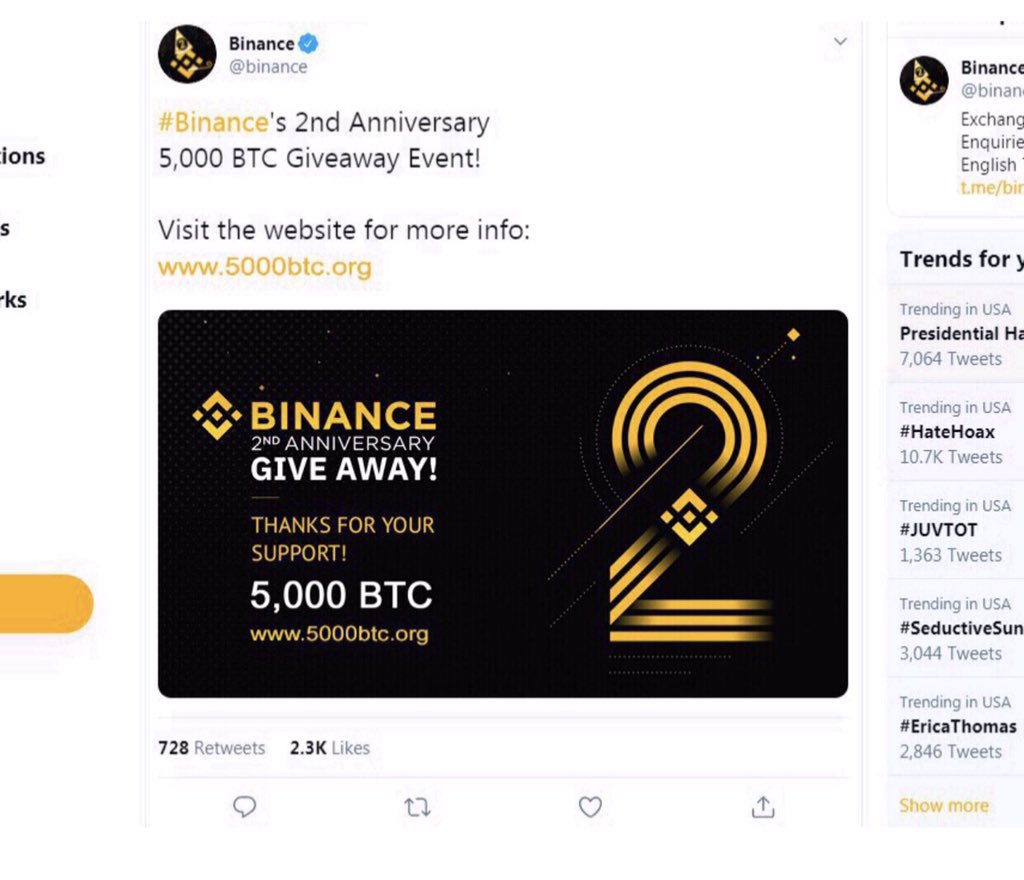 tions
s
rks
Binance
@binance
#Binance's 2nd Anniversary
5,000 BTC Giveaway Event!
Visit the website for more info:
www.5000btc.org
BINANCE
2ND ANNIVERSARY
GIVE AWAY!
THANKS FOR YOUR
SUPPORT!
5,000 BTC
www.5000btc.org
728 Retweets 2.3K Likes
Binance
@binan
Exchang
Enquirie
English
t.me/bin
Trends for y
Trending in USA
Presidential Ha
7,064 Tweets
Trending in USA
#HateHoax
10.7K Tweets
Trending in USA
#JUVTOT
1,363 Tweets
Trending in USA
#SeductiveSun
3,044 Tweets
Trending in USA
#EricaThomas
2,846 Tweets
Show more